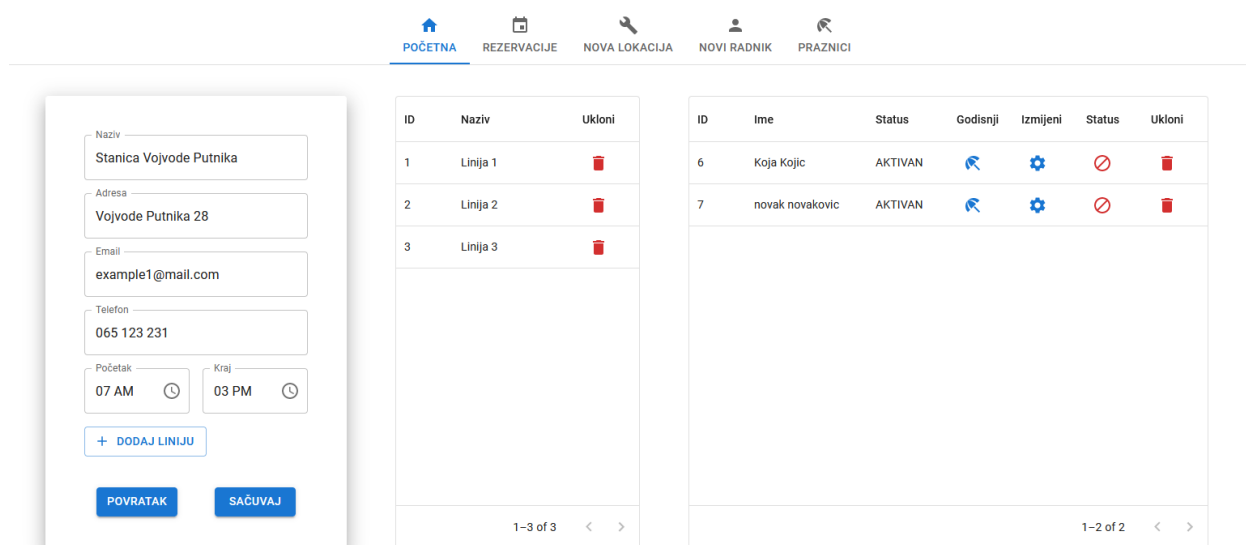 POČETNA REZERVACIJE NOVA LOKACIJA NOVI RADNIK PRAZNICI
Naziv
Stanica Vojvode Putnika
Adresa
Vojvode Putnika 28
Email
example1@mail.com
Telefon
065 123 231
Početak Kraj
07 AM 03 PM
+ DODAJ LINIJU
POVRATAK SAČUVAJ
ID Naziv Ukloni
1 Linija 1
2 Linija 2
3 Linija 3
1–3 of 3
ID Ime Status Godisnji Izmijeni Status Ukloni
6 Koja Kojic AKTIVAN
7 novak novakovic AKTIVAN
1–2 of 2